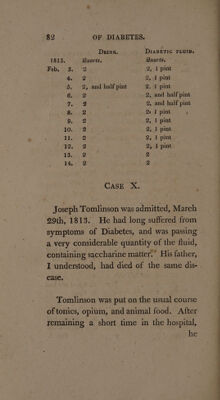 82 OF DIABETES.
Drink. Diabetic fluid.
1813. Quarts. Quarts.
Feb. 3. 2 2, 1 pint
4. 2 2, 1 pint
5. 2, and half pint 2, 1 pint
6. 2 2, and half pint
7. 2 2, and half pint
8. 2 2, 1 pint
9. 2 2, 1 pint
10. 2 2, 1 pint
11. 2 2, 1 pint
12. 2 2, 1 pint
13. 2 2
14. 2 2
Case X.
Joseph Tomlinson was admitted, March
29th, 1813. He had long suffered from
symptoms of Diabetes, and was passing
a very considerable quantity of the fluid,
containing saccharine matter. His father,
I understood, had died of the same dis-
ease.
Tomlinson was put on the usual course
of tonics, opium, and animal food. After
remaining a short time in the hospital,
he